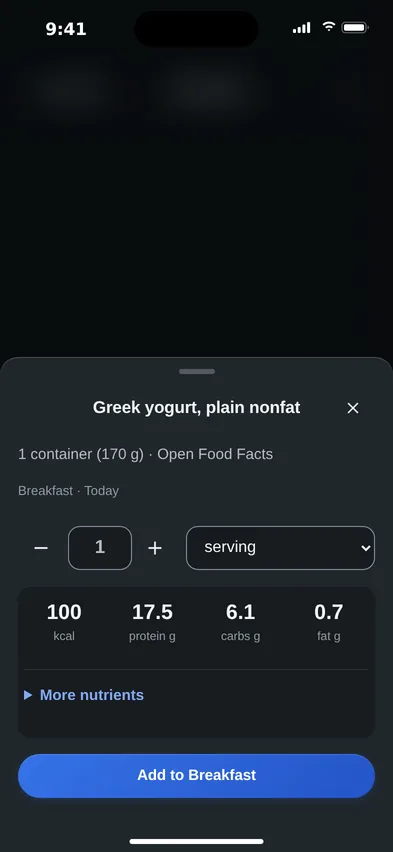 9:41
Greek yogurt, plain nonfat
1 container (170 g) · Open Food Facts
Breakfast · Today
1
serving
100 17.5 6.1 0.7
kcal protein g carbs g fat g
More nutrients
Add to Breakfast